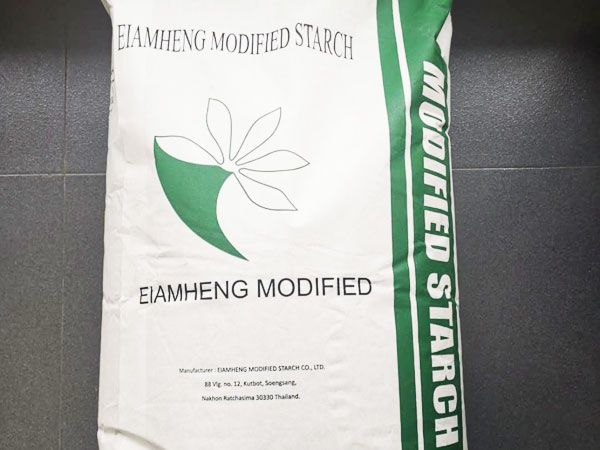 EIAMHENG MODIFIED STARCH
EIAMHENG MODIFIED
Manufacturer : EIAMHENG MODIFIED STARCH CO., LTD.
88 Vlg. no. 12, Kutbot, Soengsang,
Nakhon Ratchasima 30330 Thailand.
MODIFIED STARCH